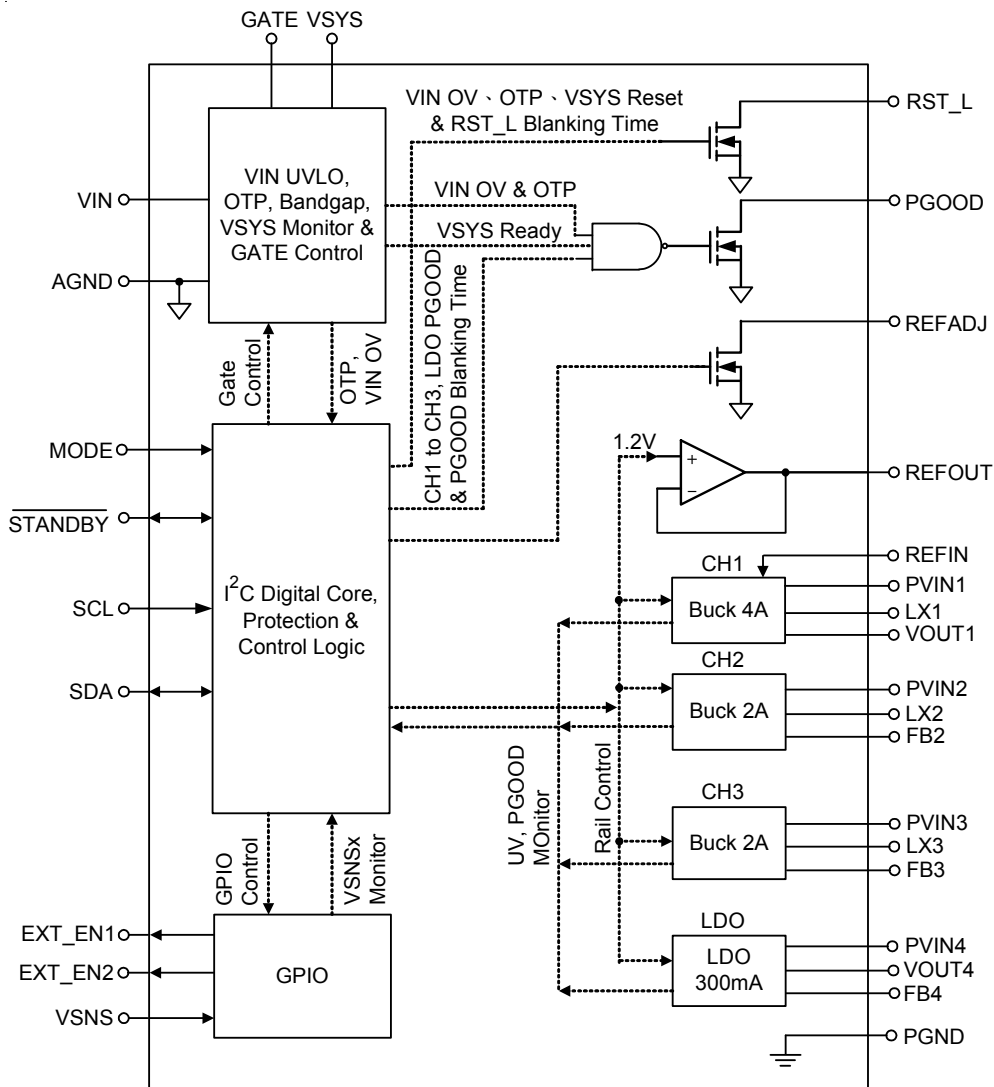 GATE VSYS
VIN OV、OTP、VSYS Reset
& RST_L Blanking Time
RST_L
VIN UVLO,
OTP, Bandgap,
VSYS Monitor &
GATE Control
VIN
AGND
VIN OV & OTP
VSYS Ready
PGOOD
REFADJ
Gate
Control
OTP,
VIN OV
CH1 to CH3, LDO PGOOD
& PGOOD Blanking Time
MODE
STANDBY
SCL
SDA
I²C Digital Core,
Protection &
Control Logic
1.2V
+
−
REFOUT
REFIN
CH1
Buck 4A
PVIN1
LX1
VOUT1
CH2
Buck 2A
PVIN2
LX2
FB2
UV, PGOOD
MOnitor
Rail Control
CH3
Buck 2A
PVIN3
LX3
FB3
GPIO
Control
VSNSx
Monitor
EXT_EN1
EXT_EN2
VSNS
GPIO
LDO
LDO
300mA
PVIN4
VOUT4
FB4
PGND